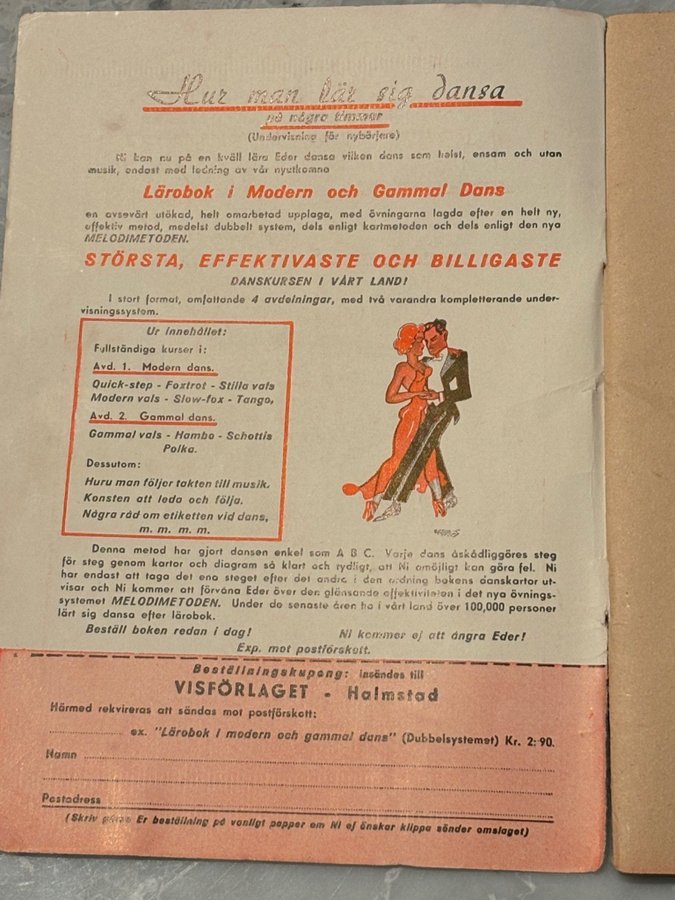 Hur man lär sig dansa
på några timmar
(Undervisning för nybörjare)
Ni kan nu på en kväll lära Eder dansa vilken dans som helst, ensam och utan
musik, endast med ledning av vår nyutkomna
Lärobok i Modern och Gammal Dans
en avsevärt utökad, helt omarbetad upplaga, med övningarna lagda efter en helt ny,
effektiv metod, medelst dubbelt system, dels enligt kartmetoden och dels enligt den nya
MELODIMETODEN.
STÖRSTA, EFFEKTIVASTE OCH BILLIGASTE
DANSKURSEN I VÅRT LAND!
I stort format, omfattande 4 avdelningar, med två varandra kompletterande under-
visningssystem.
Ur innehållet:
Fullständiga kurser i:
Avd. 1. Modern dans.
Quick-step - Foxtrot - Stilla vals
Modern vals - Slow-fox - Tango,
Avd. 2. Gammal dans.
Gammal vals - Hambo - Schottis
Polka.
Dessutom:
Huru man följer takten till musik.
Konsten att leda och följa.
Några råd om etiketten vid dans,
m. m. m. m.
Denna metod har gjort dansen enkel som A B C. Varje dans åskådliggöres steg
för steg genom kartor och diagram så klart och tydligt, att Ni omöjligt kan göra fel. Ni
har endast att taga det ena steget efter det andra i den ordning bokens danskartor ut-
visar och Ni kommer att förvåna Eder över den glänsande effektiviteten i det nya övnings-
systemet MELODIMETODEN. Under de senaste åren ha i vårt land över 100,000 personer
lärt sig dansa efter lärobok.
Beställ boken redan i dag! Ni kommer ej att ångra Eder!
Exp. mot postförskott.
Beställningskupong: insändes till
VISFÖRLAGET - Halmstad
Härmed rekvireras att sändas mot postförskott:
ex. "Lärobok i modern och gammal dans" (Dubbelsystemet) Kr. 2: 90.
Namn
Postadress
(Skriv Er beställning på vanligt papper om Ni ej önskar klippa sönder omslaget)